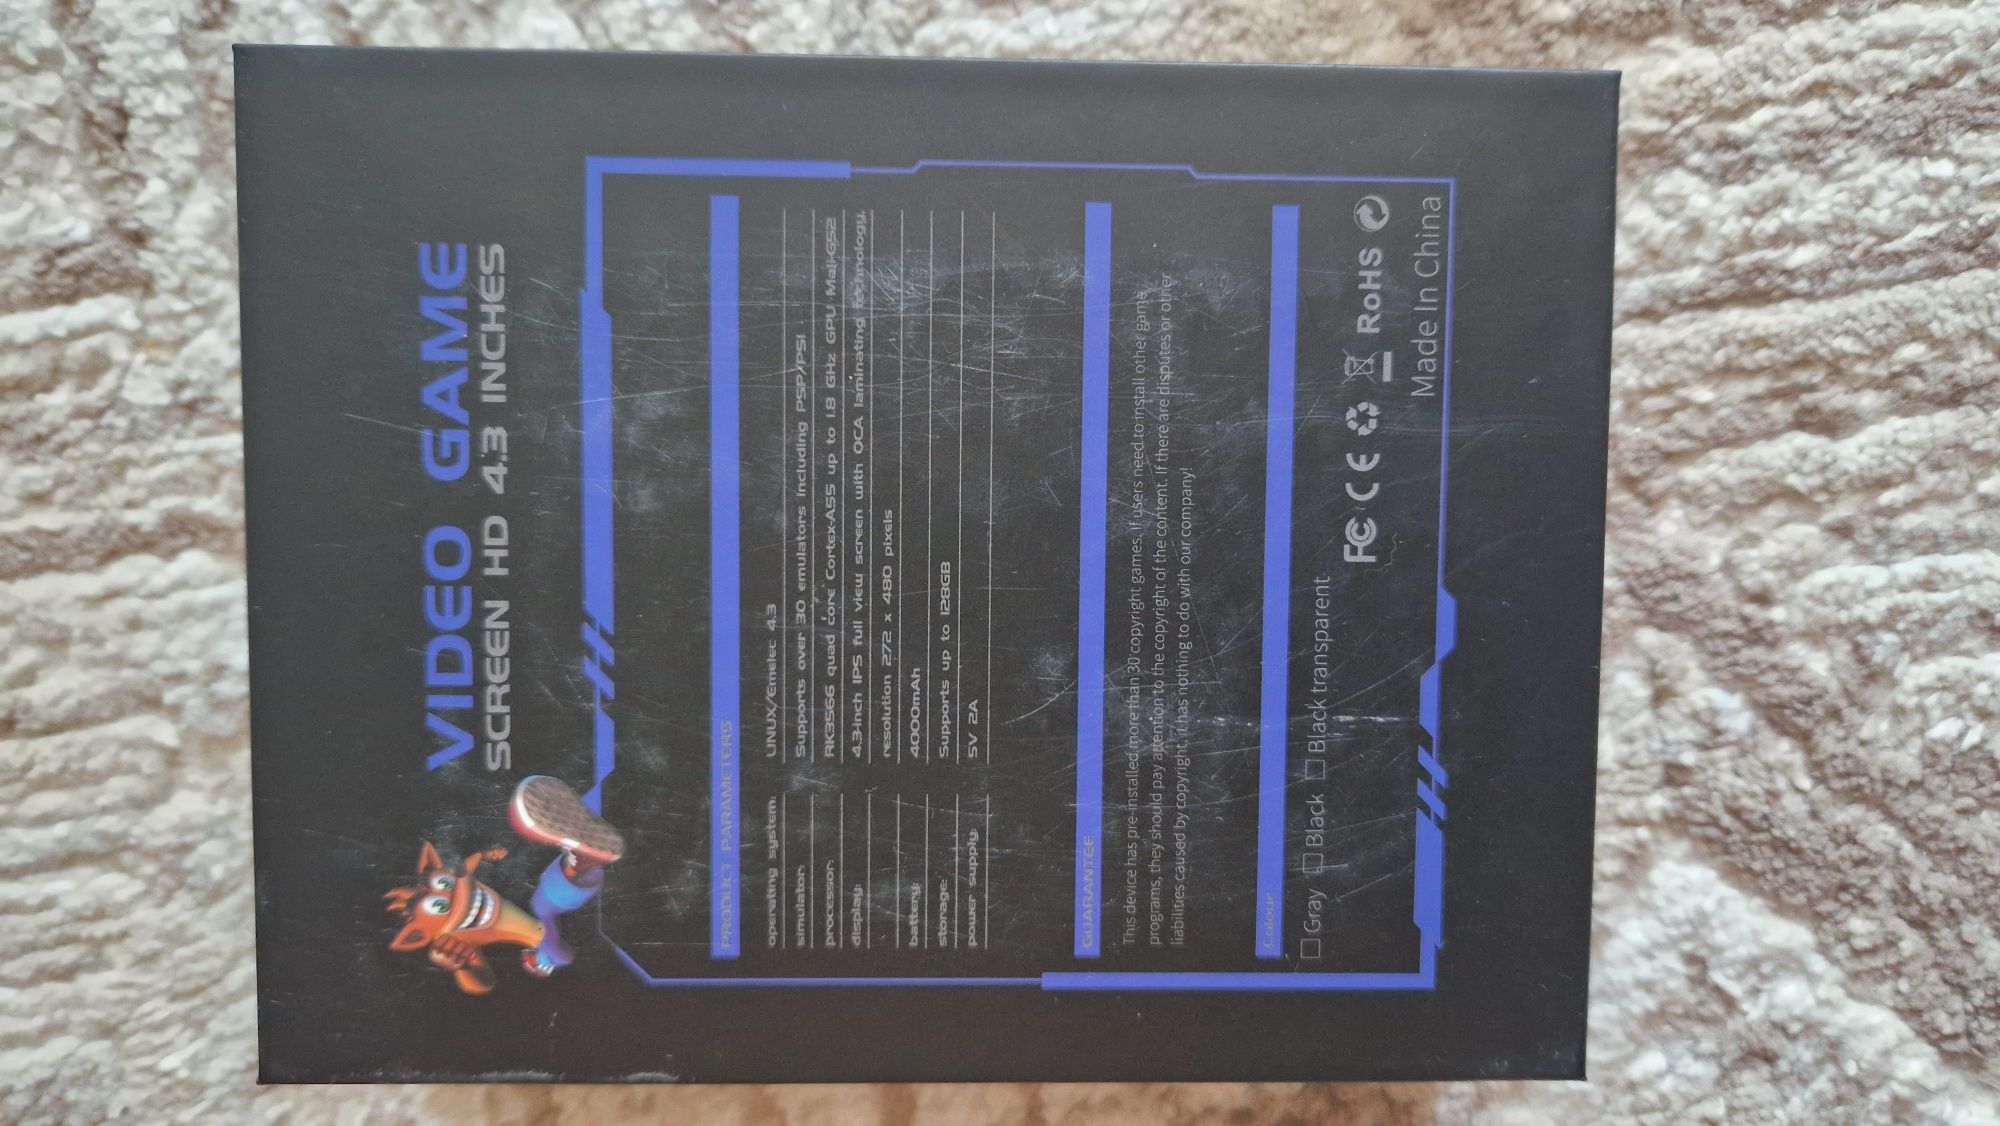 VIDEO GAME
SCREEN HD 4.3 INCHES
PRODUCT PARAMETERS
operating system: LINUX/Emelec 4.3
simulator: Supports over 30 emulators including PSP/PS1
processor: RK3566 quad core Cortex-A55 up to 1.8 GHz GPU Mali-G52
display: 4.3-inch IPS full view screen with OCA laminating technology,
resolution 272 x 480 pixels
battery: 4000mAh
storage: Supports up to 128GB
power supply: 5V 2A
GUARANTEE
This device has pre-installed more than 30 copyright games. If users need to install other game
programs, they should pay attention to the copyright of the content. If there are disputes or other
liabilities caused by copyright, it has nothing to do with our company!
Colour
Gray Black Black transparent
FC CE RoHS
Made In China